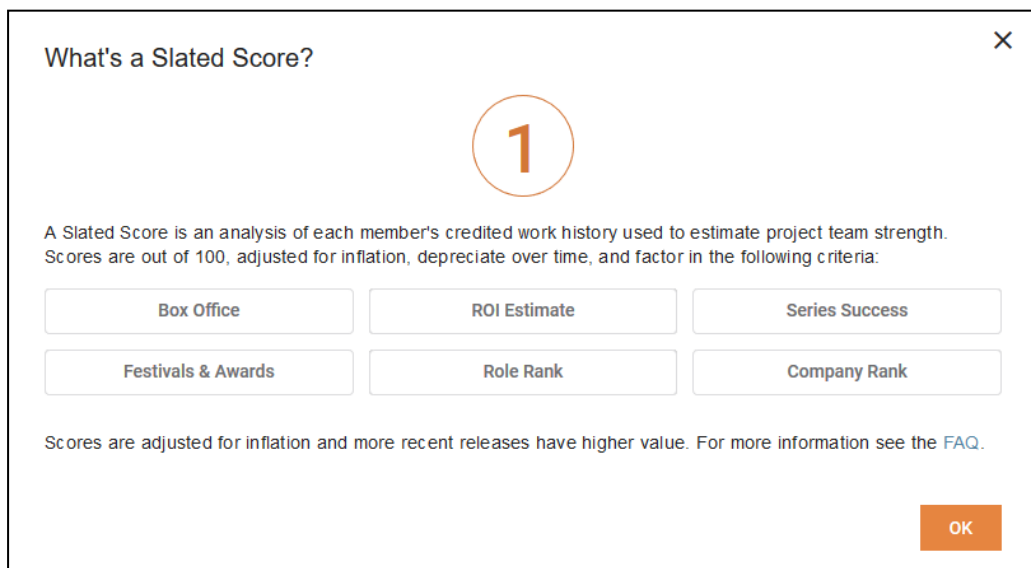 What's a Slated Score?
1
A Slated Score is an analysis of each member's credited work history used to estimate project team strength.
Scores are out of 100, adjusted for inflation, depreciate over time, and factor in the following criteria:
Box Office
ROI Estimate
Series Success
Festivals & Awards
Role Rank
Company Rank
Scores are adjusted for inflation and more recent releases have higher value. For more information see the FAQ.
OK